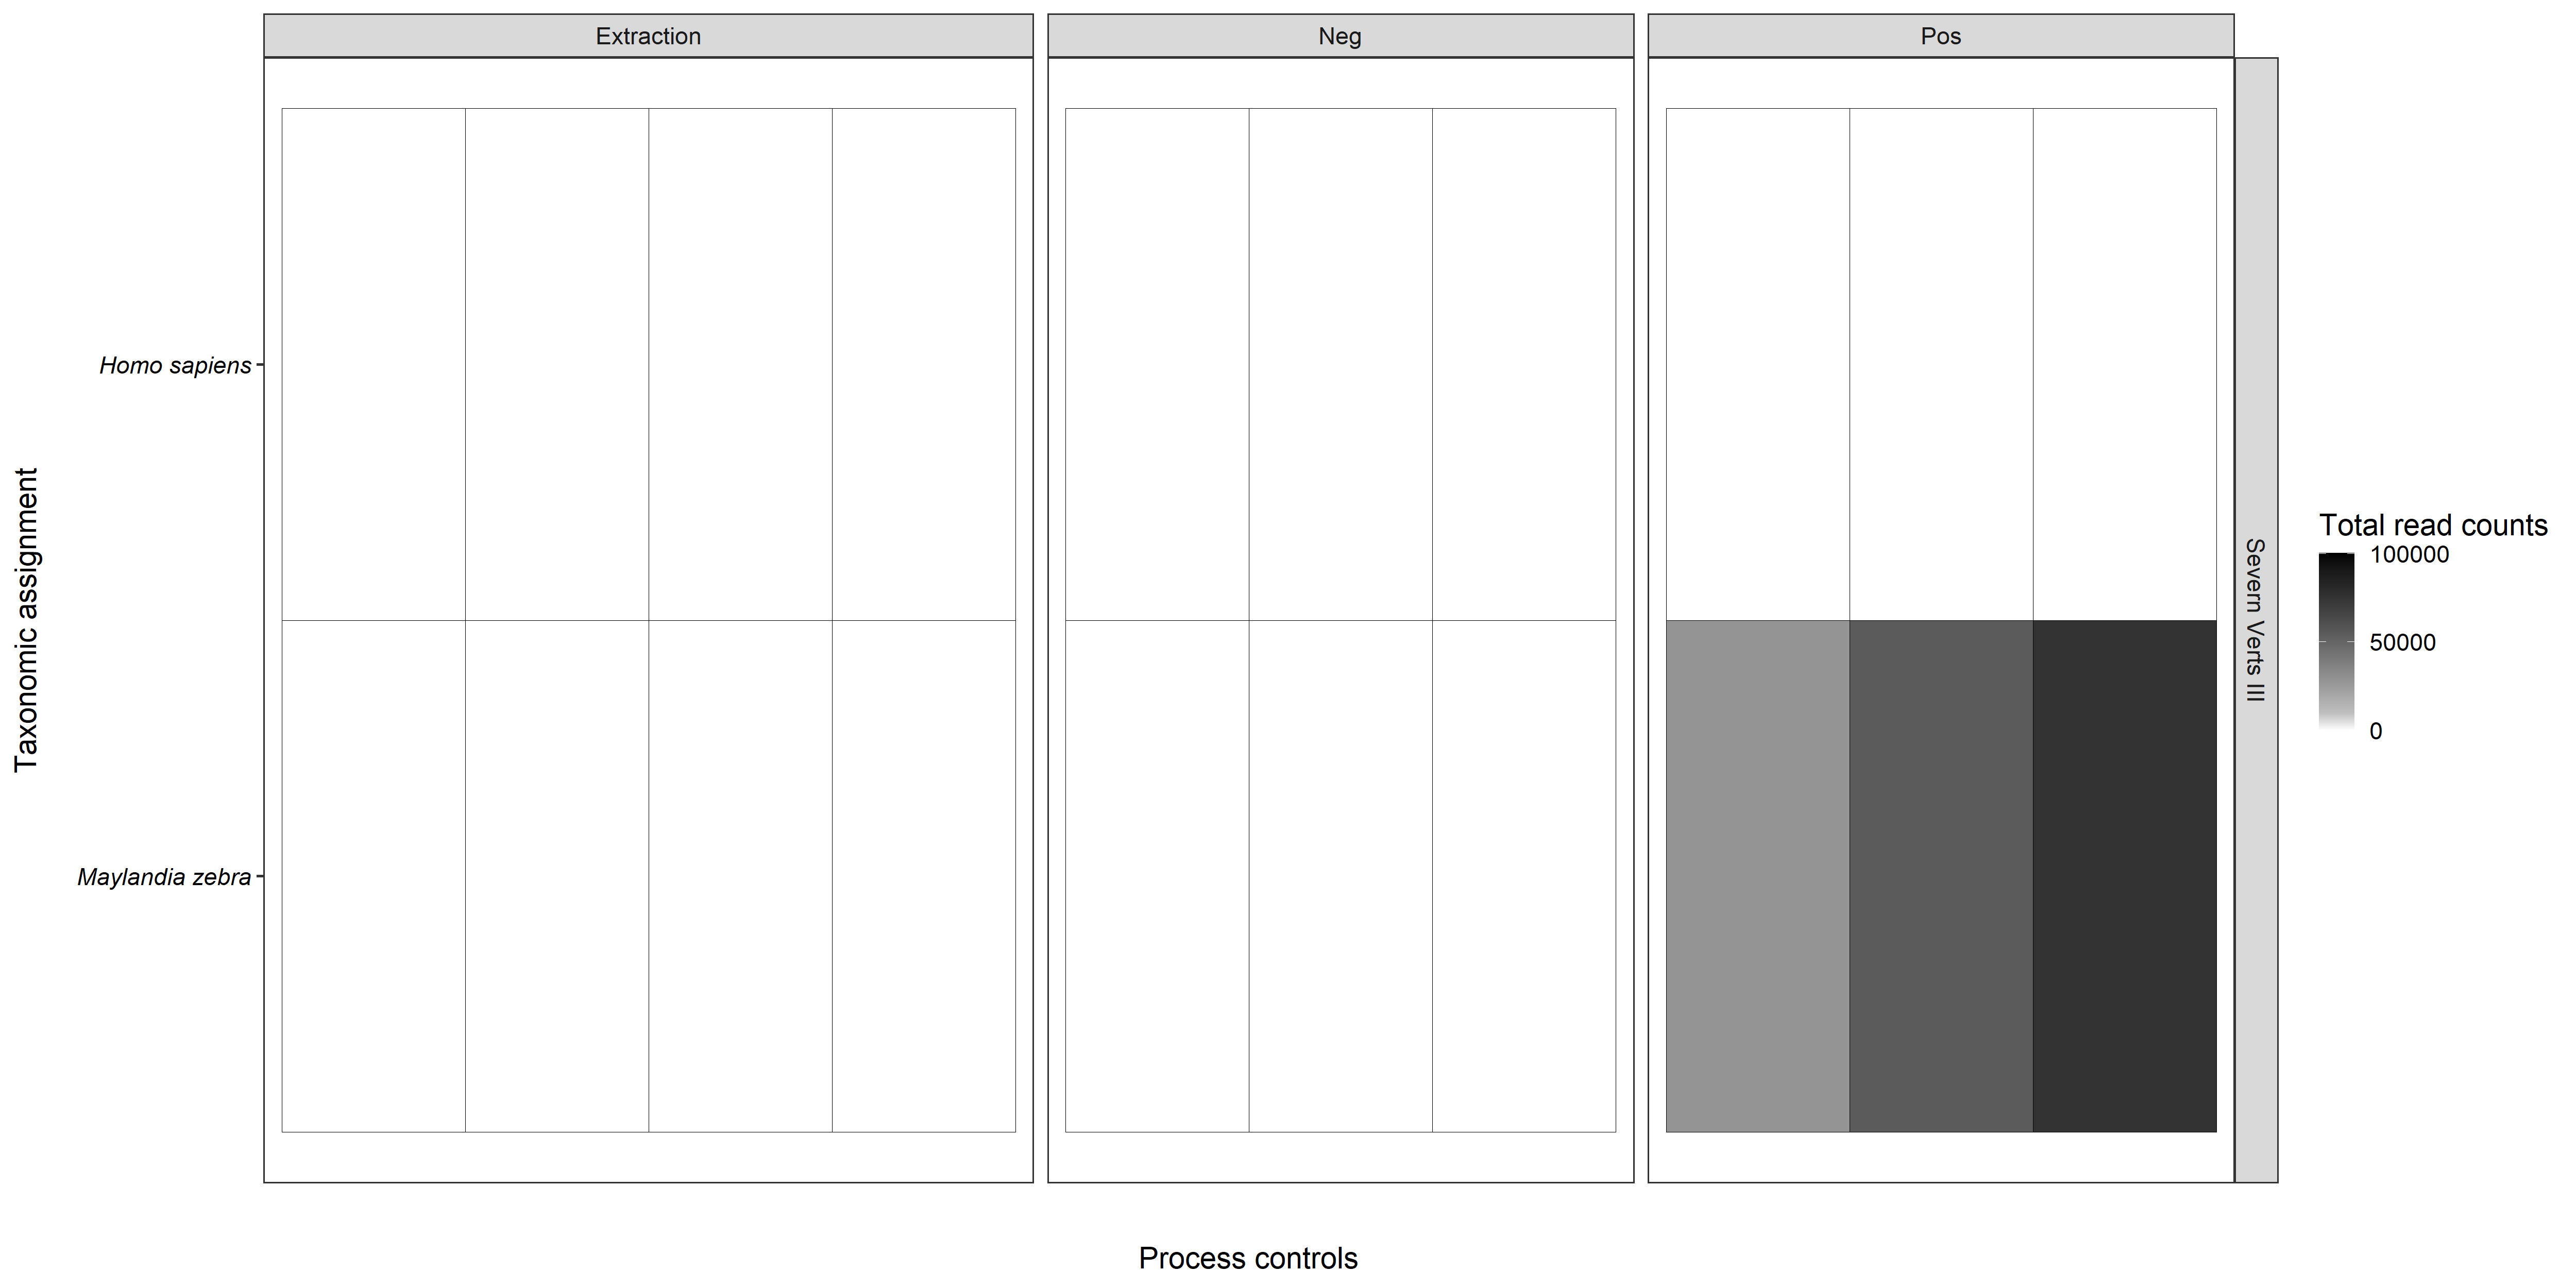 Extraction
Neg
Pos
Homo sapiens
Maylandia zebra
Taxonomic assignment
Process controls
Severn Verts III
Total read counts
100000
50000
0